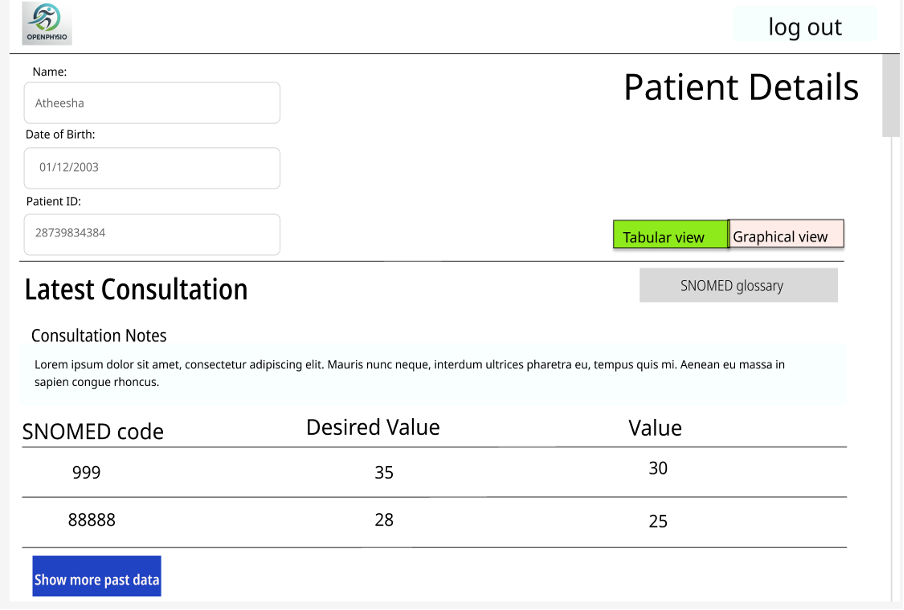 OPENPHYSIO
log out
Name:
Atheesha
Patient Details
Date of Birth:
01/12/2003
Patient ID:
28739834384
Tabular view
Graphical view
Latest Consultation
SNOMED glossary
Consultation Notes
Lorem ipsum dolor sit amet, consectetur adipiscing elit. Mauris nunc neque, interdum ultrices pharetra eu, tempus quis mi. Aenean eu massa in
sapien congue rhoncus.
SNOMED code Desired Value Value
999 35 30
88888 28 25
Show more past data